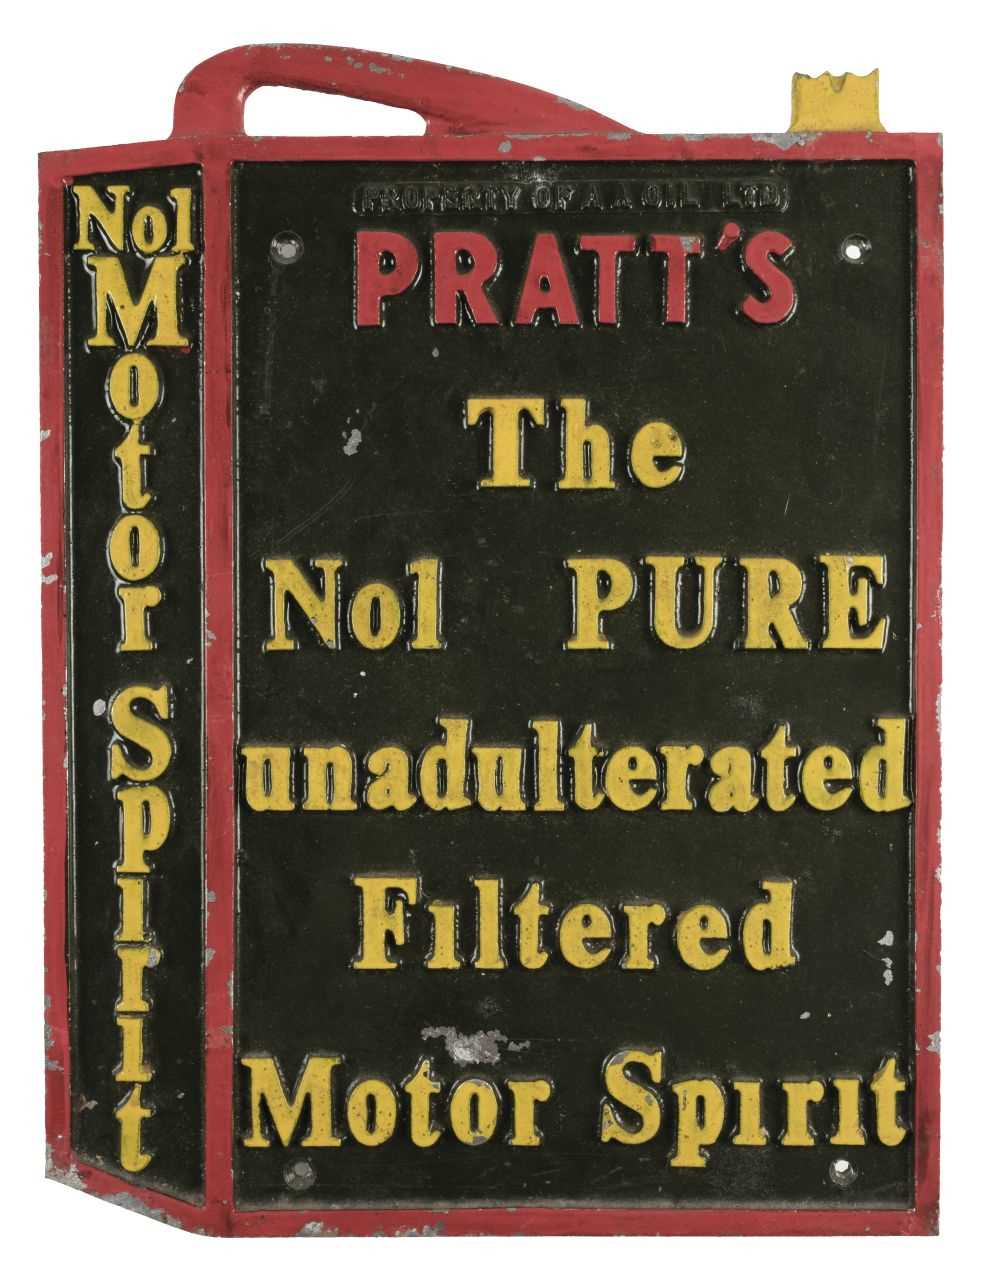 No1
Motor
Spirit
PROPERTY OF A A OIL LTD
PRATT'S
The
No1 PURE
unadulterated
Filtered
Motor Spirit